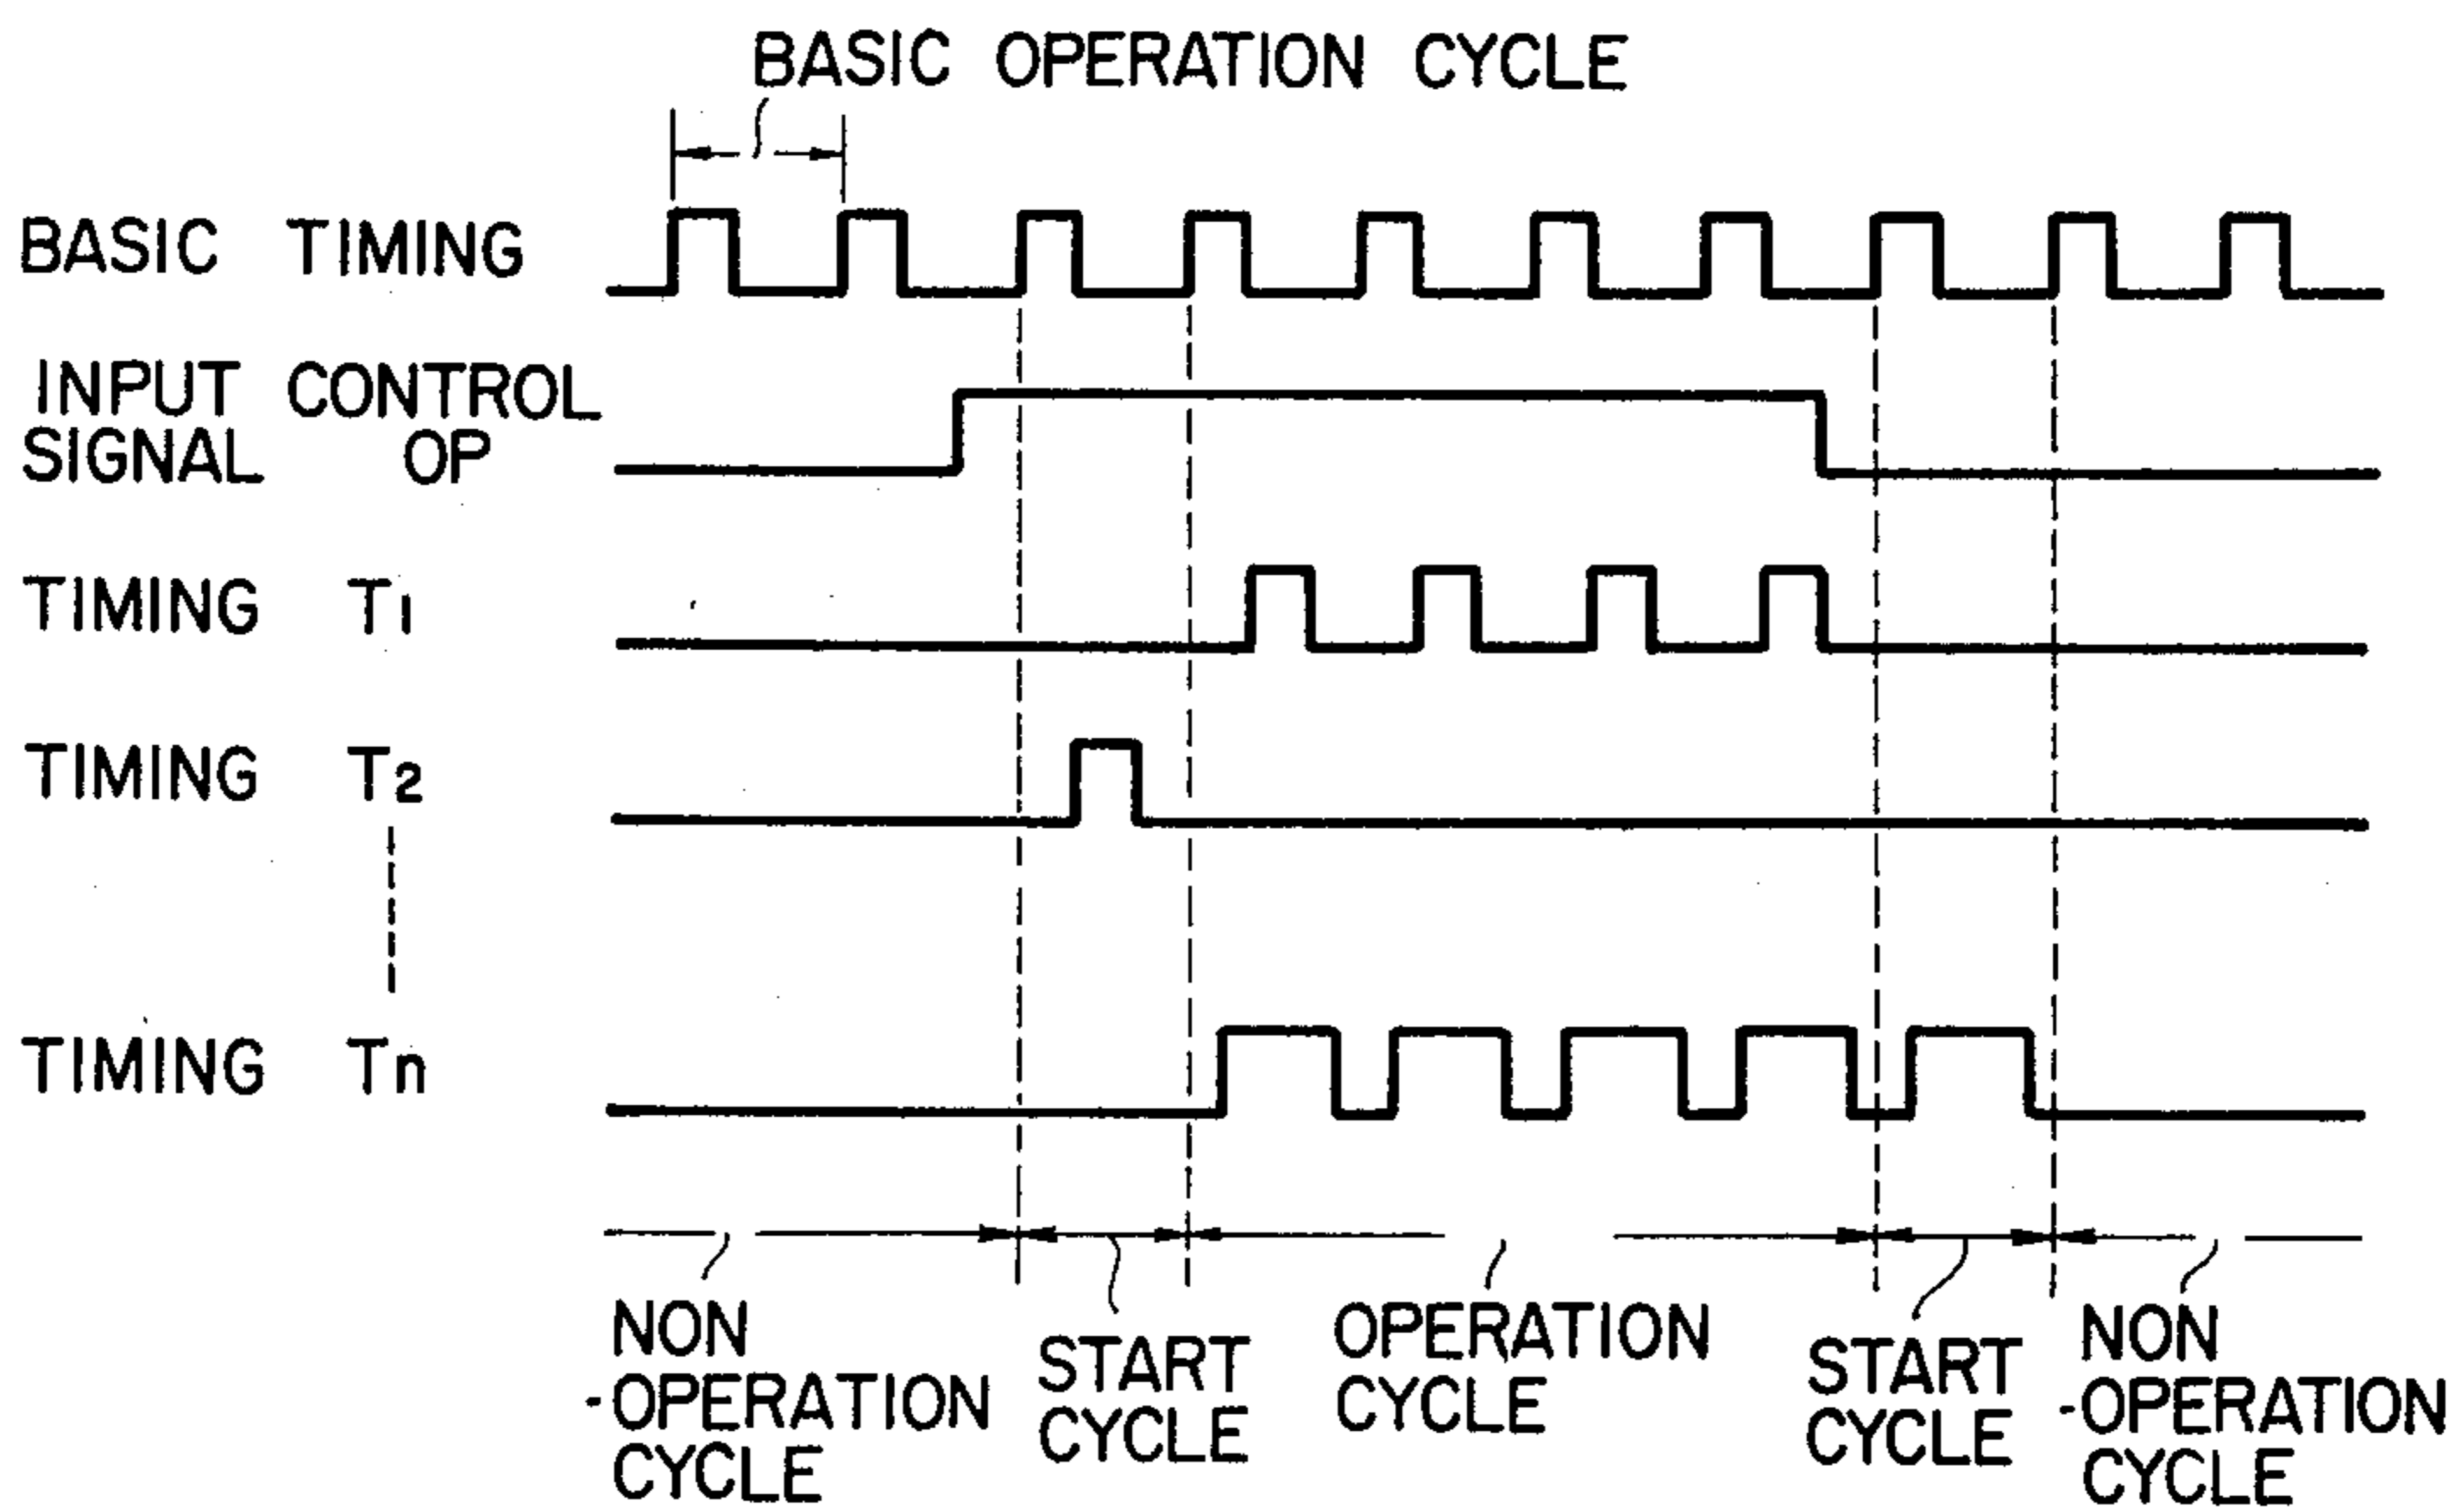 BASIC OPERATION CYCLE
BASIC TIMING
INPUT CONTROL
SIGNAL OP
TIMING T1
TIMING T2
TIMING Tn
NON
-OPERATION
CYCLE
START
CYCLE
OPERATION
CYCLE
START
CYCLE
NON
-OPERATION
CYCLE